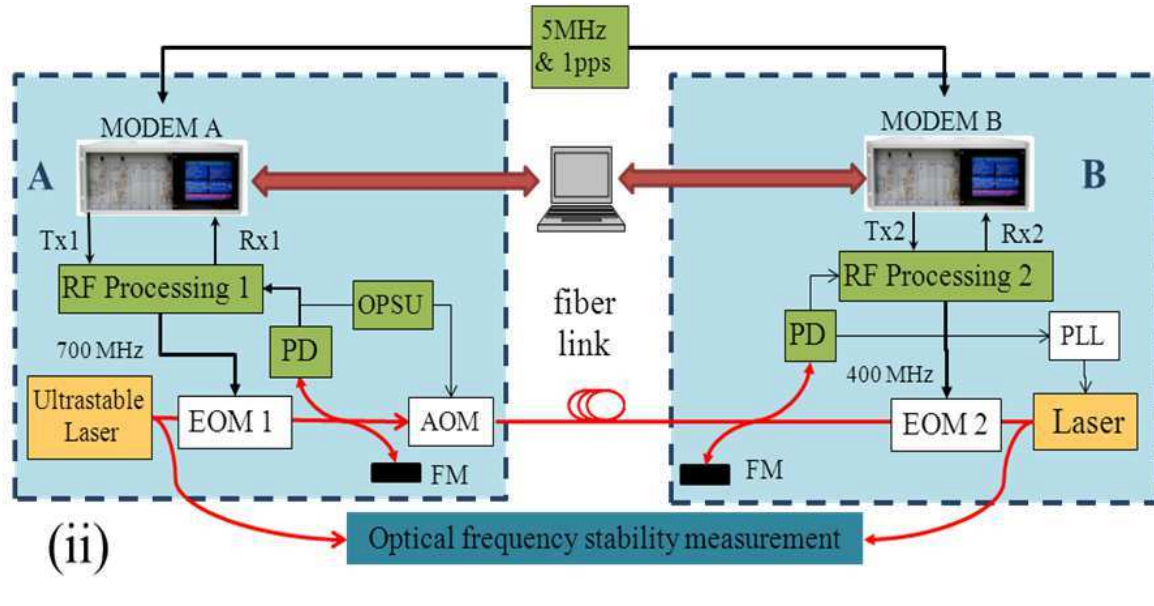 5MHz
& 1pps
MODEM A
MODEM B
A
B
Tx1
Rx1
Tx2
Rx2
RF Processing 1
RF Processing 2
OPSU
fiber
link
PD
PD
PLL
700 MHz
400 MHz
Ultrastable
Laser
EOM 1
AOM
EOM 2
Laser
FM
FM
(ii)
Optical frequency stability measurement